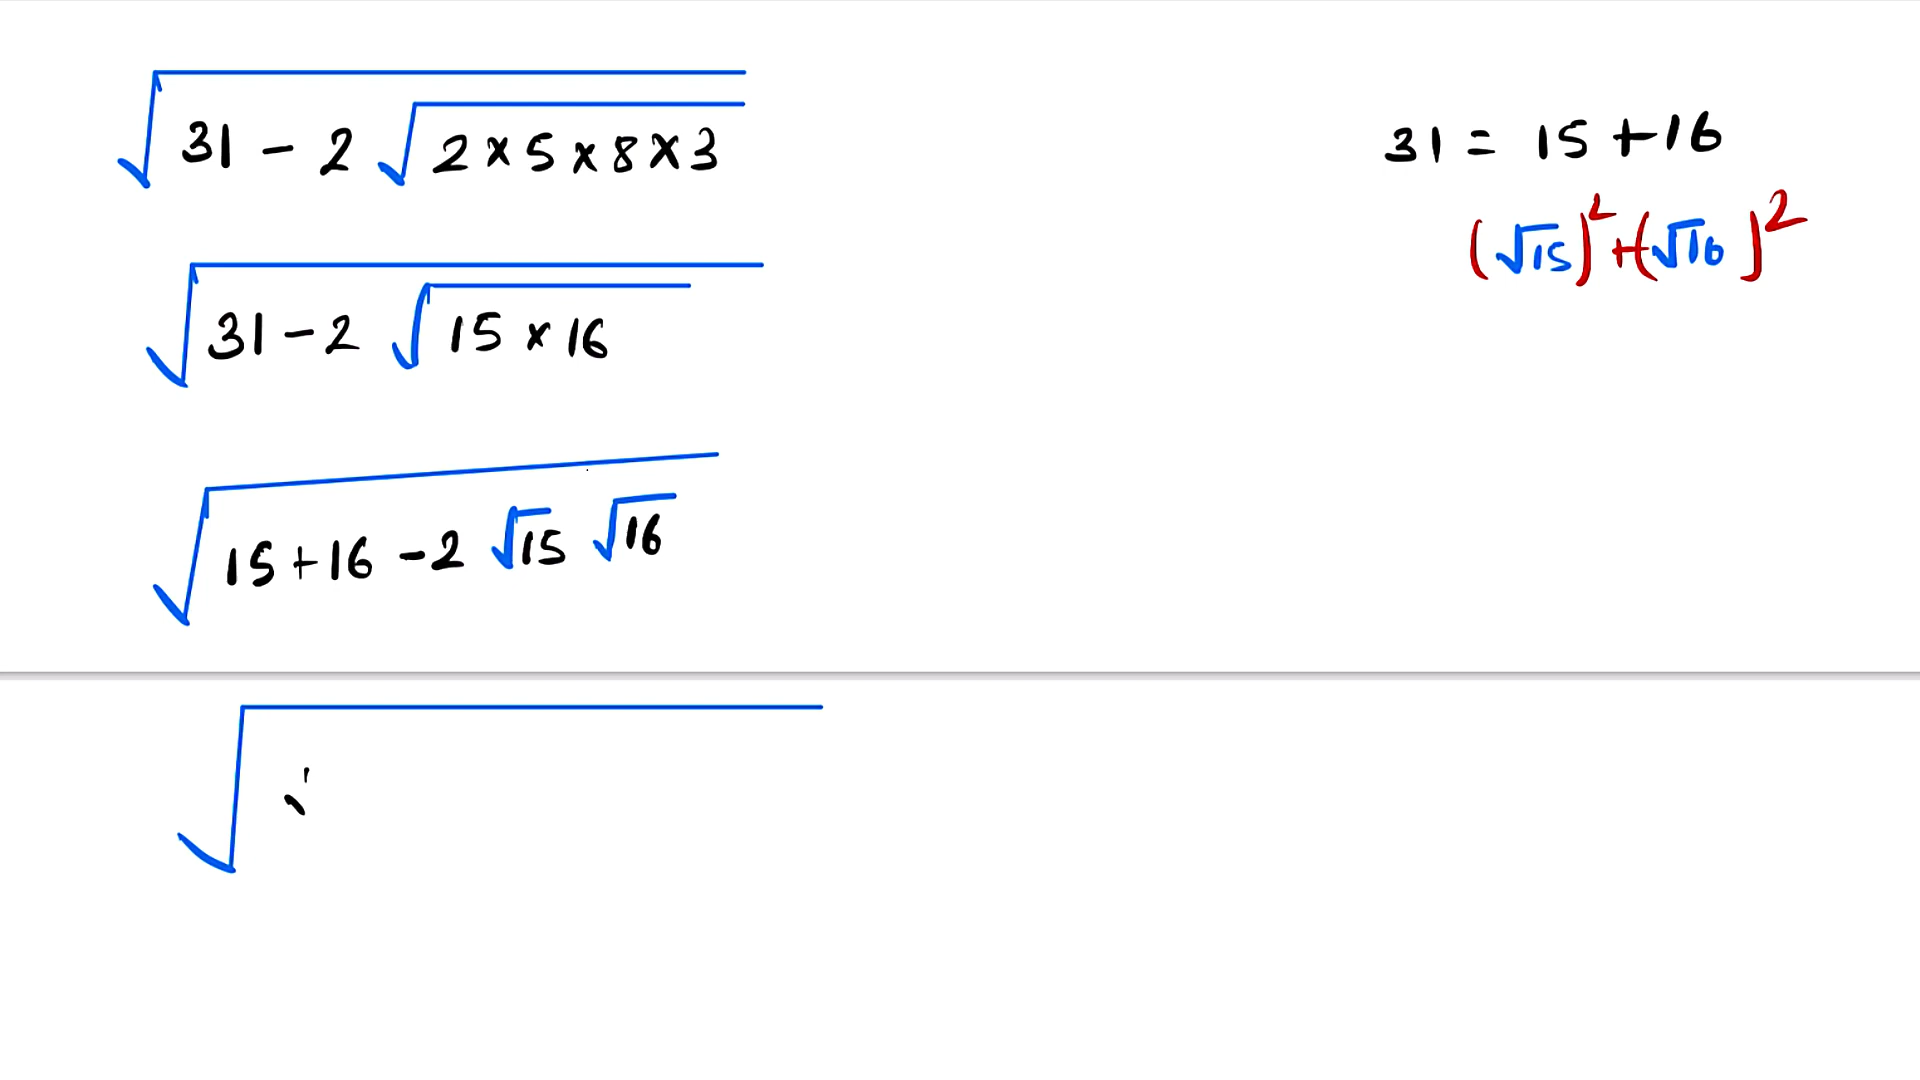 √(31 - 2√(2×5×8×3))
31 = 15 + 16
(√15)² + (√16)²
√(31 - 2√(15 × 16))
√(15 + 16 - 2√15 √16)
√